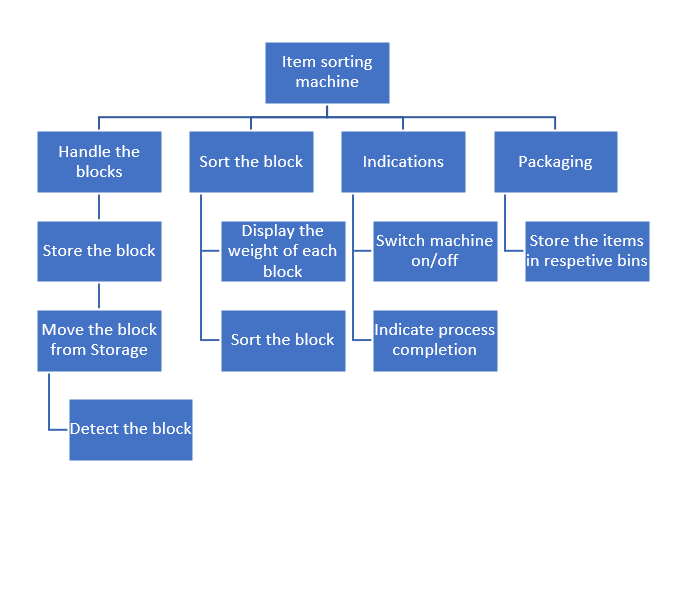 Item sorting
machine
Handle the
blocks
Sort the block
Indications
Packaging
Store the block
Display the
weight of each
block
Switch machine
on/off
Store the items
in respetive bins
Move the block
from Storage
Sort the block
Indicate process
completion
Detect the block